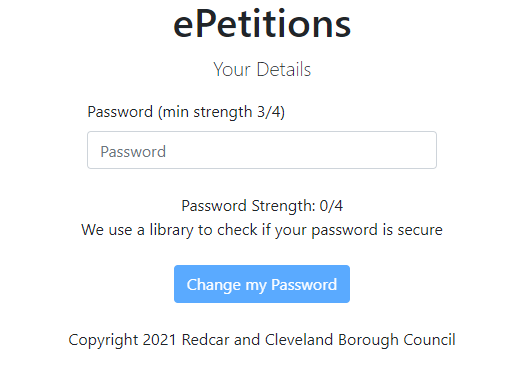 ePetitions
Your Details
Password (min strength 3/4)
Password
Password Strength: 0/4
We use a library to check if your password is secure
Change my Password
Copyright 2021 Redcar and Cleveland Borough Council